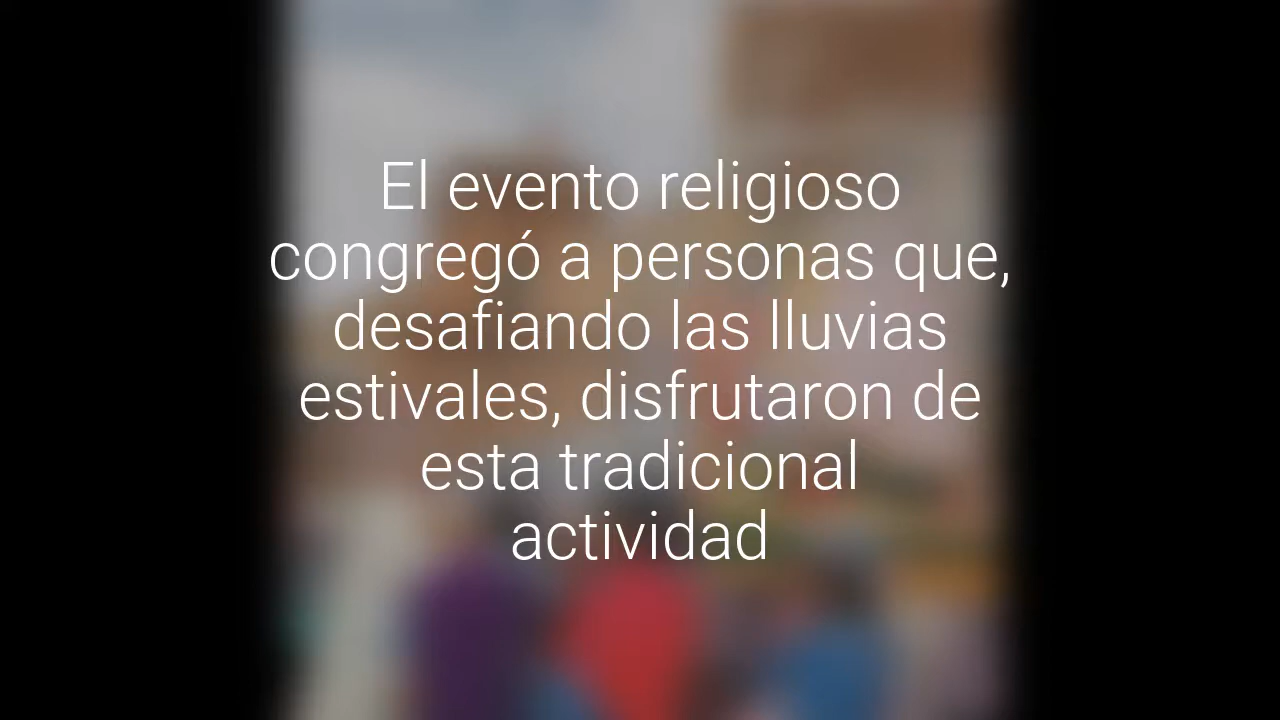 El evento religioso
congregó a personas que,
desafiando las lluvias
estivales, disfrutaron de
esta tradicional
actividad